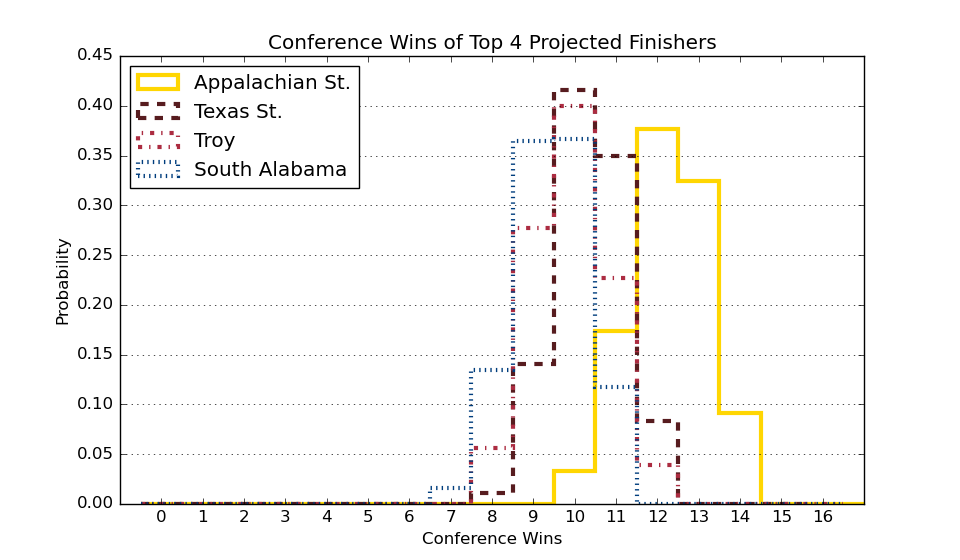 Conference Wins of Top 4 Projected Finishers
Appalachian St.
Texas St.
Troy
South Alabama
Probability
0.45
0.40
0.35
0.30
0.25
0.20
0.15
0.10
0.05
0.00
0 1 2 3 4 5 6 7 8 9 10 11 12 13 14 15 16
Conference Wins